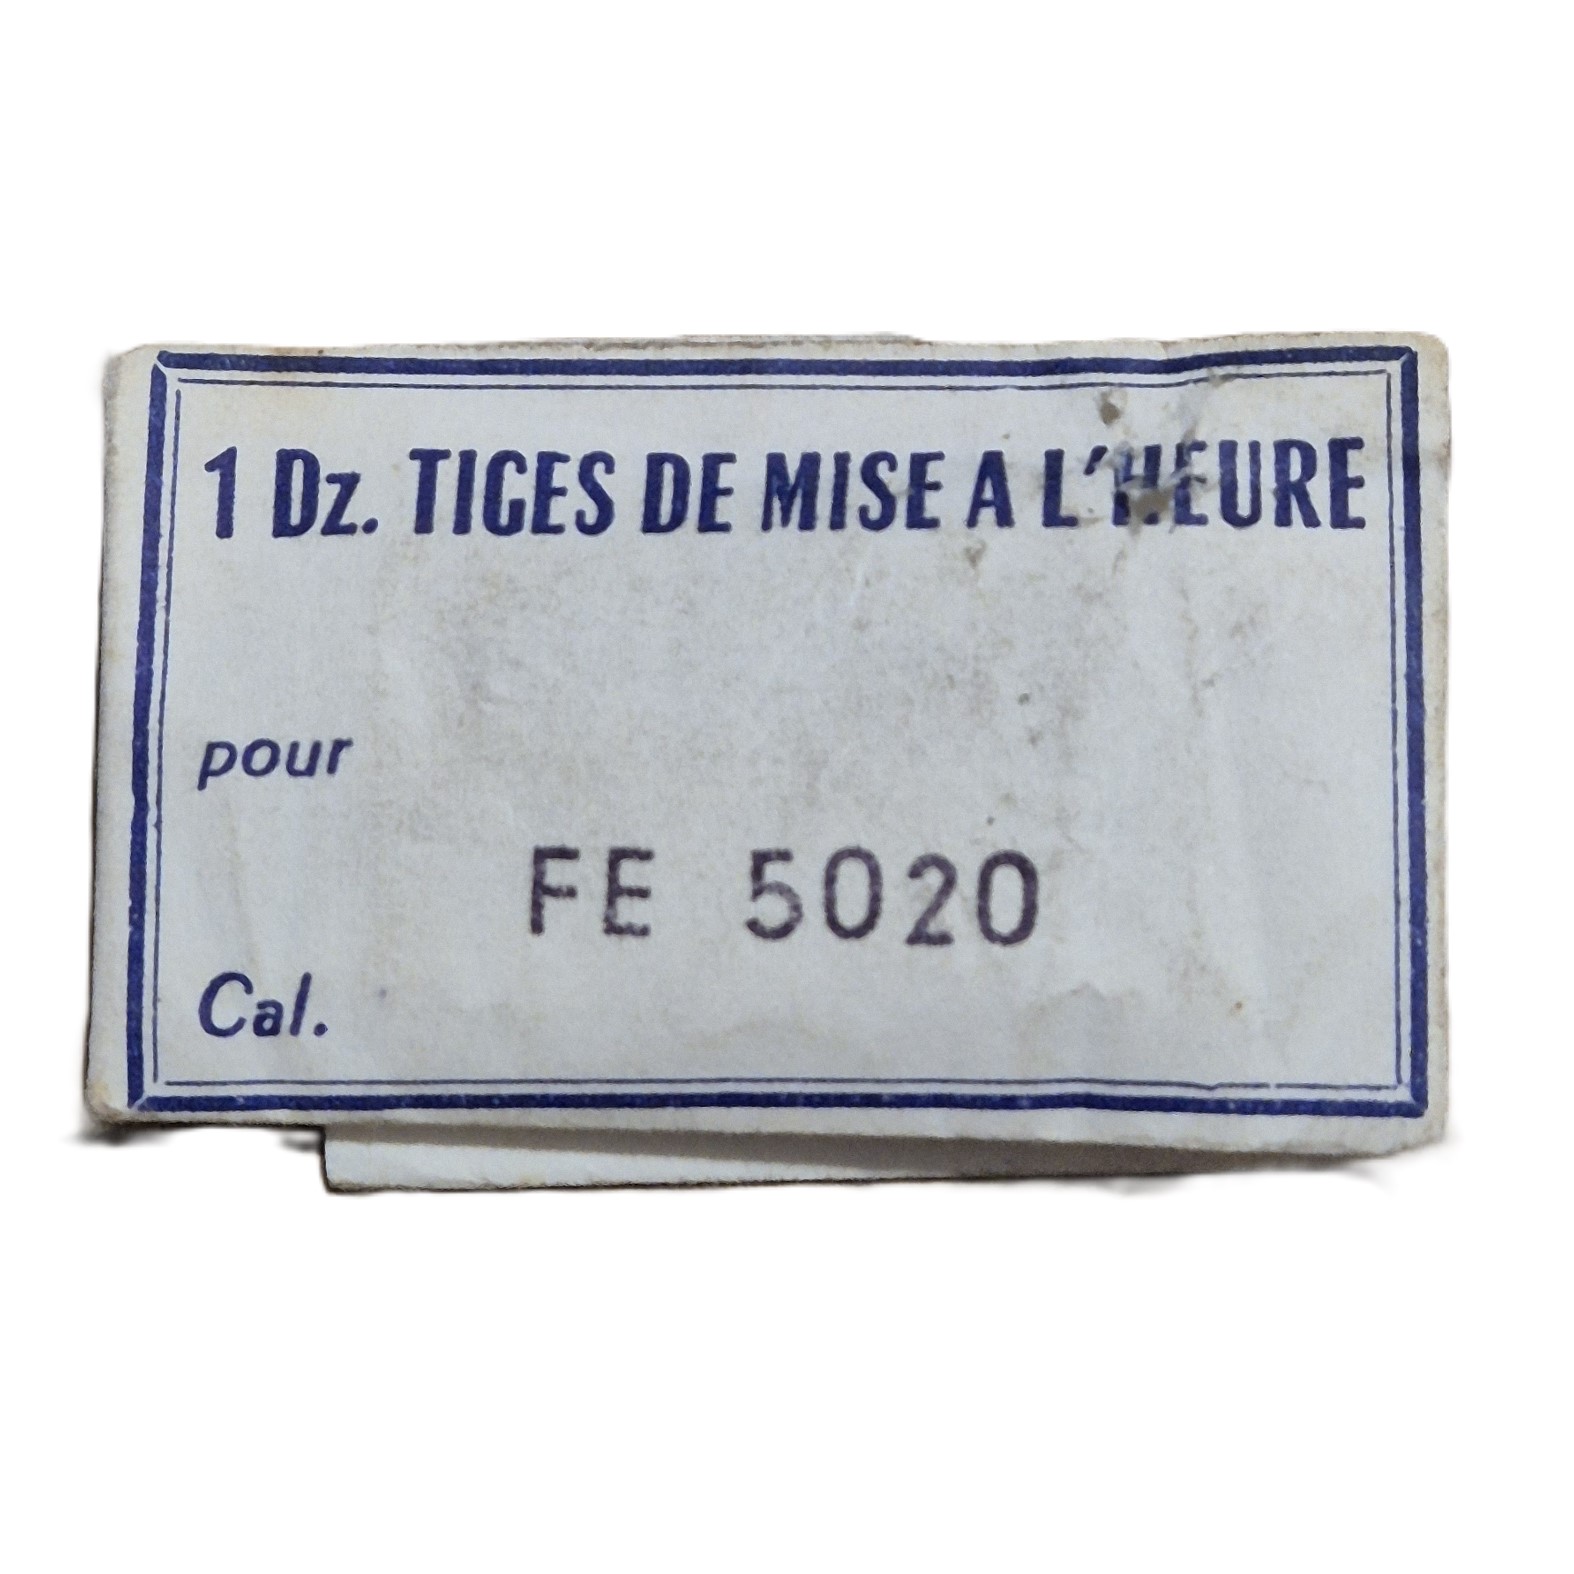 1 Dz. TIGES DE MISE A L'HEURE
pour
FE 5020
Cal.